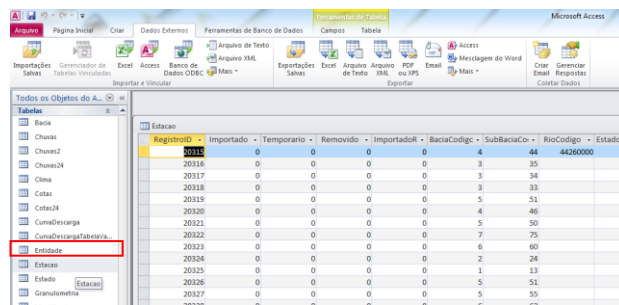 Ferramentas de Tabela
Microsoft Access
Arquivo Página Inicial Criar Dados Externos Ferramentas de Banco de Dados Campos Tabela
Importações Salvas
Gerenciador de Tabelas Vinculadas
Excel
Access
Banco de Dados ODBC
Arquivo de Texto
Arquivo XML
Mais
Exportações Salvas
Excel
Arquivo de Texto
Arquivo XML
PDF ou XPS
Email
Access
Mesclagem do Word
Mais
Criar Email
Gerenciar Respostas
Importar e Vincular
Exportar
Coletar Dados
Todos os Objetos do A...
Tabelas
Bacia
Chuvas
Chuvas2
Chuvas24
Clima
Cotas
Cotas24
CurvaDescarga
CurvaDescargaTabelaVa...
Entidade
Estacao
Estado
Estacao
Granulometria
Estacao
RegistroID Importado Temporario Removido ImportadoR BaciaCodigo SubBaciaCo RioCodigo Estado
20315 0 0 0 0 4 44 44260000
20316 0 0 0 0 3 35
20317 0 0 0 0 3 34
20318 0 0 0 0 3 33
20319 0 0 0 0 5 51
20320 0 0 0 0 4 46
20321 0 0 0 0 5 50
20322 0 0 0 0 7 75
20323 0 0 0 0 6 60
20324 0 0 0 0 2 24
20325 0 0 0 0 1 13
20326 0 0 0 0 5 51
20327 0 0 0 0 5 55